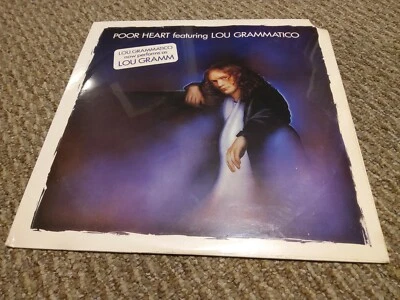 POOR HEART featuring LOU GRAMMATICO
LOU GRAMMATICO
now performs as
LOU GRAMM